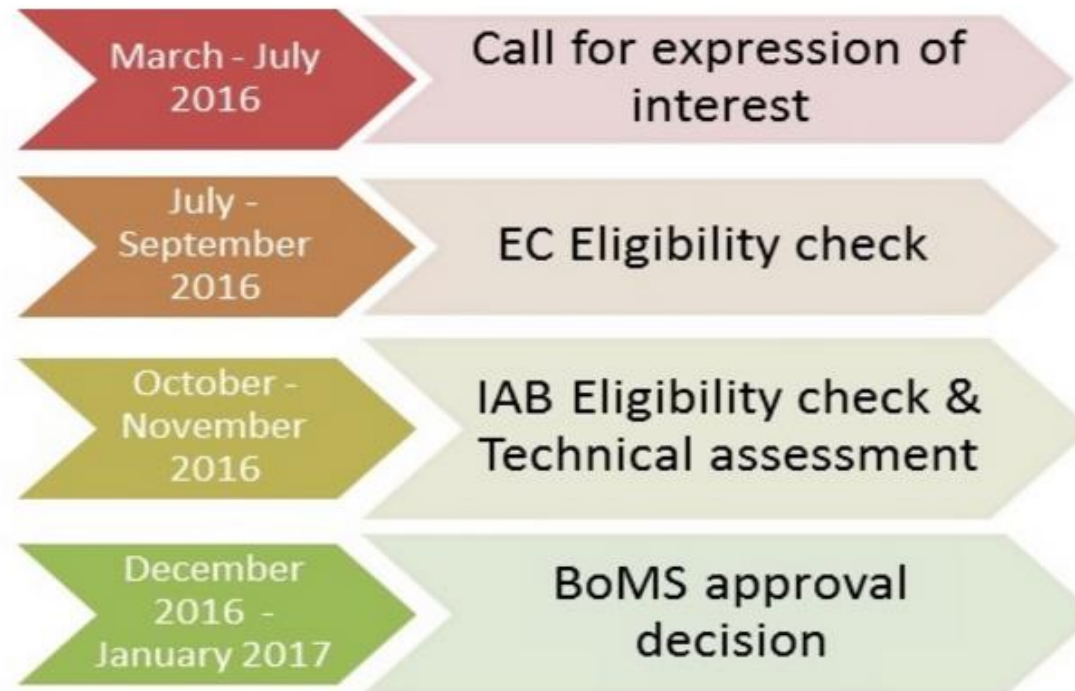 March - July
2016
Call for expression of
interest
July -
September
2016
EC Eligibility check
October -
November
2016
IAB Eligibility check &
Technical assessment
December
2016 -
January 2017
BoMS approval
decision